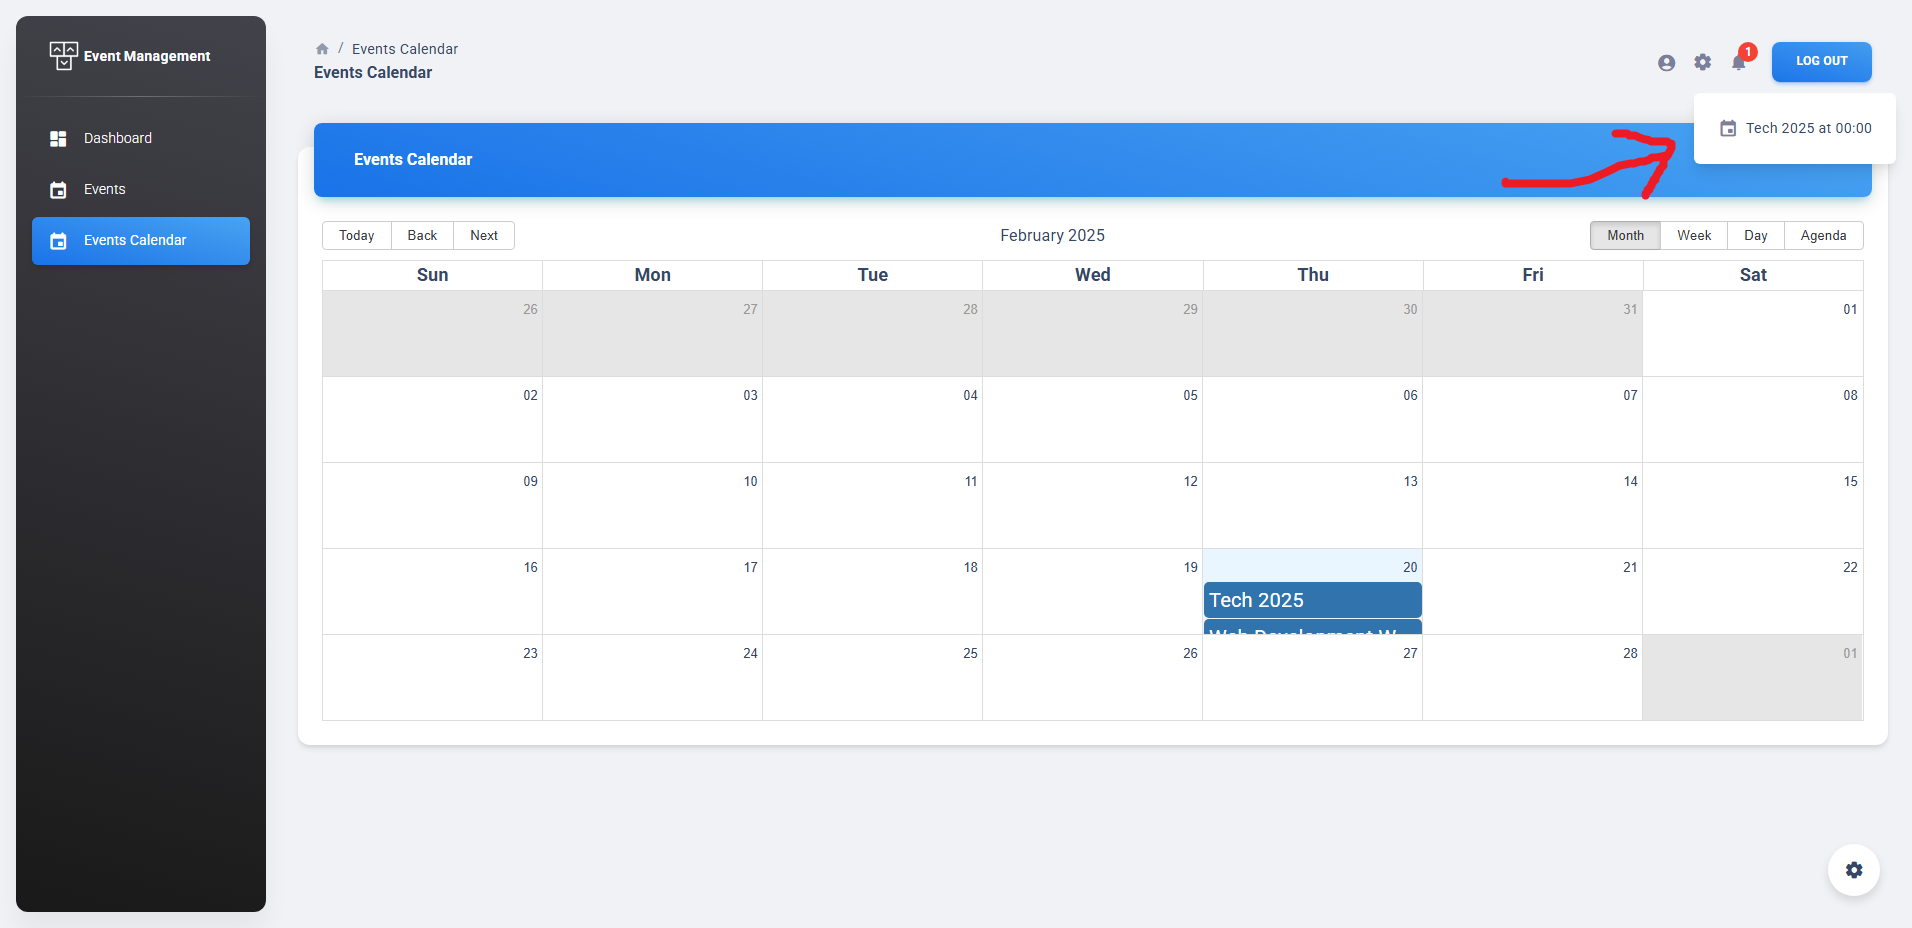 Event Management
Dashboard
Events
Events Calendar
/ Events Calendar
Events Calendar
1
LOG OUT
Tech 2025 at 00:00
Events Calendar
Today Back Next
February 2025
Month Week Day Agenda
Sun Mon Tue Wed Thu Fri Sat
26 27 28 29 30 31 01
02 03 04 05 06 07 08
09 10 11 12 13 14 15
16 17 18 19 20 21 22
Tech 2025
Web Development W...
23 24 25 26 27 28 01